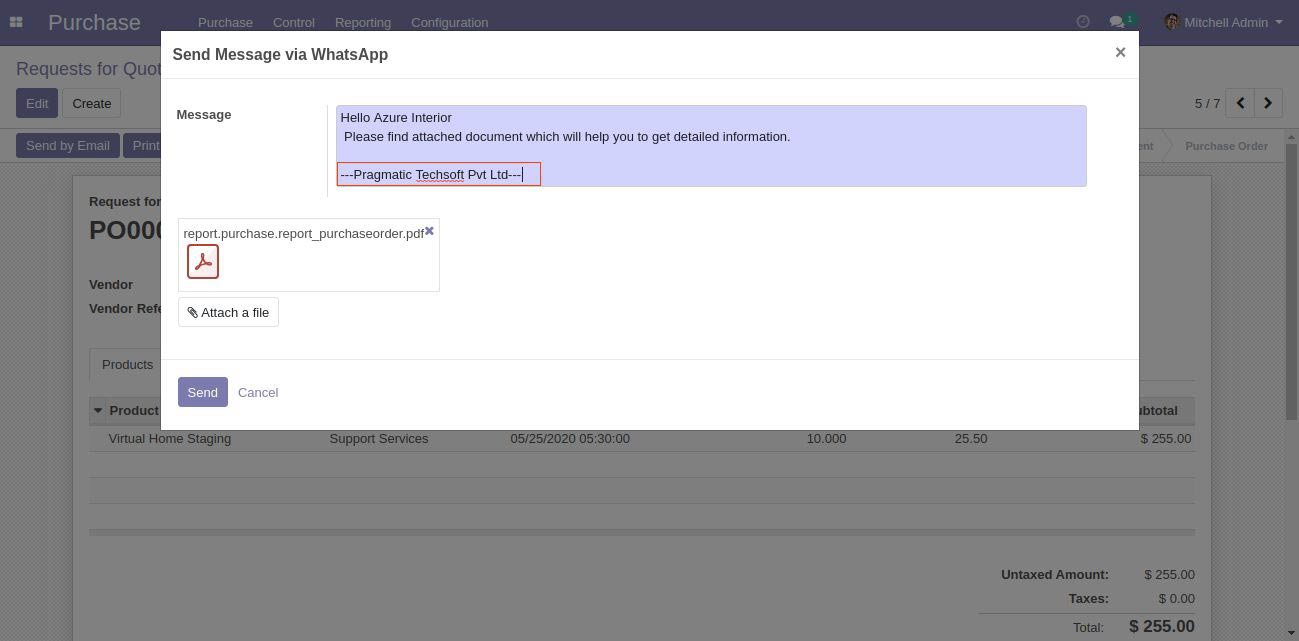 Purchase Purchase Control Reporting Configuration 1 Mitchell Admin
Send Message via WhatsApp ×
Requests for Quot
Edit Create 5 / 7
Message Hello Azure Interior
Please find attached document which will help you to get detailed information.
---Pragmatic Techsoft Pvt Ltd---
Send by Email Print Purchase Order
Request for
report.purchase.report_purchaseorder.pdf
Vendor
Vendor Refe
Attach a file
Products
Send Cancel
Product ubtotal
Virtual Home Staging Support Services 05/25/2020 05:30:00 10.000 25.50 $ 255.00
Untaxed Amount: $ 255.00
Taxes: $ 0.00
Total: $ 255.00